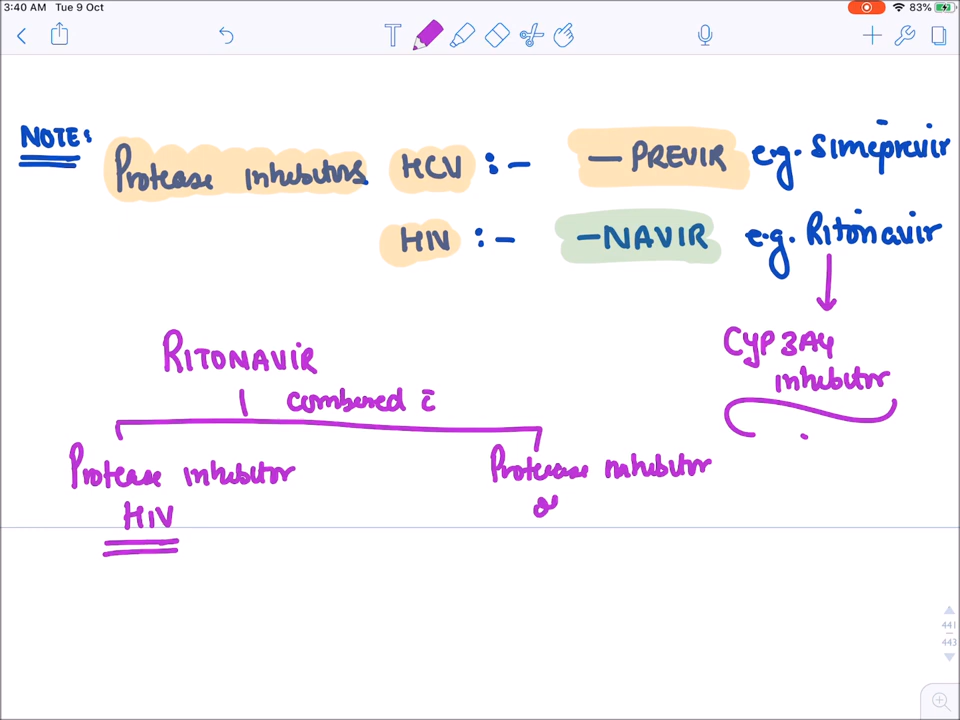 3:40 AM Tue 9 Oct 83%
T
NOTE: Protease inhibitors HCV :- - PREVIR e.g. Simeprevir
HIV :- -NAVIR e.g. Ritonavir
CYP 3A4
inhibitor
RITONAVIR
combined c̄
Protease inhibitor
HIV
Protease inhibitor
441
443